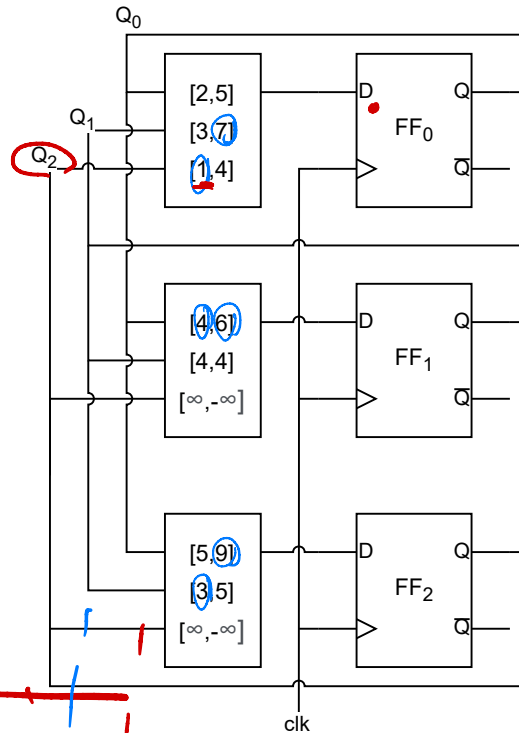 Q0
[2,5]
D
Q
Q1
[3,7]
FF0
Q2
[1,4]
Q
[4,6]
D
Q
[4,4]
FF1
[∞,-∞]
Q
[5,9]
D
Q
[3,5]
FF2
[∞,-∞]
Q
clk